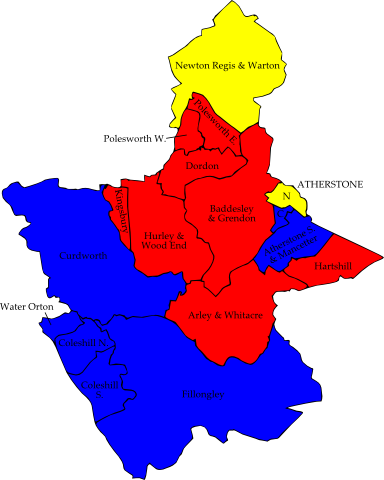 Newton Regis & Warton
Polesworth E.
Polesworth W.
Dordon
ATHERSTONE
N
Kingsbury
Baddesley
& Grendon
Hurley &
Wood End
C
Atherstone S.
& Mancetter
Curdworth
Hartshill
Water Orton
Arley & Whitacre
Coleshill N.
Coleshill
S.
Fillongley